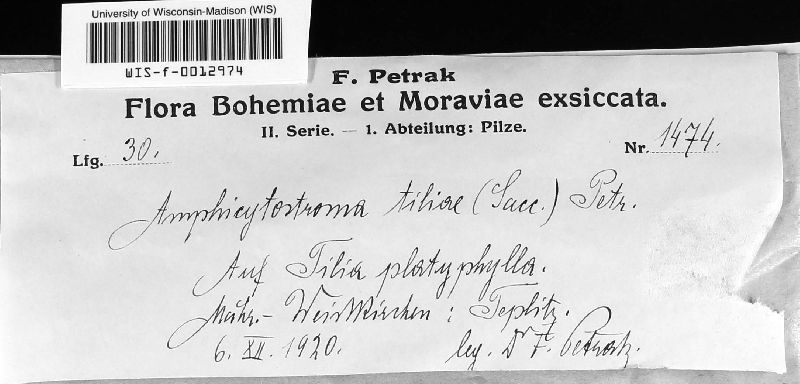 University of Wisconsin-Madison (WIS)
WIS-f-0012974
F. Petrak
Flora Bohemiae et Moraviae exsiccata.
II. Serie. — 1. Abteilung: Pilze.
Lfg. 30.
Nr. 1474.
Amphicytostroma tiliae (Sacc.) Petr.
Auf Tilia platyphylla.
Mähr.-Weisskirchen: Teplitz.
6. XII. 1920. leg. Dr F. Petrak.